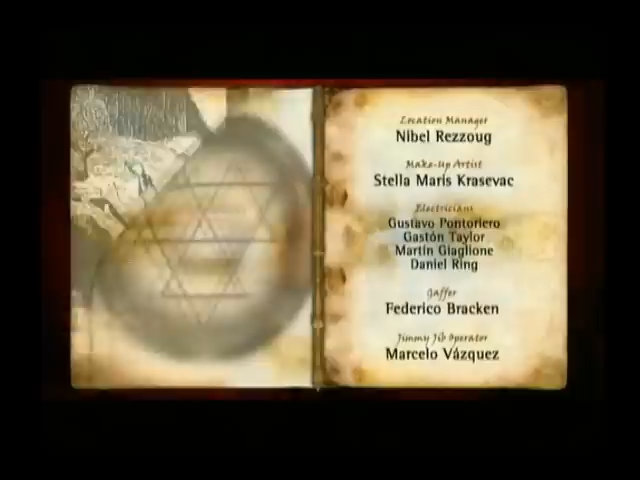 Location Manager
Nibel Rezzoug
Make-Up Artist
Stella Maris Krasevac
Electricians
Gustavo Pontoriero
Gastón Taylor
Martín Giaglione
Daniel Ring
Gaffer
Federico Bracken
Jimmy Jib Operator
Marcelo Vázquez